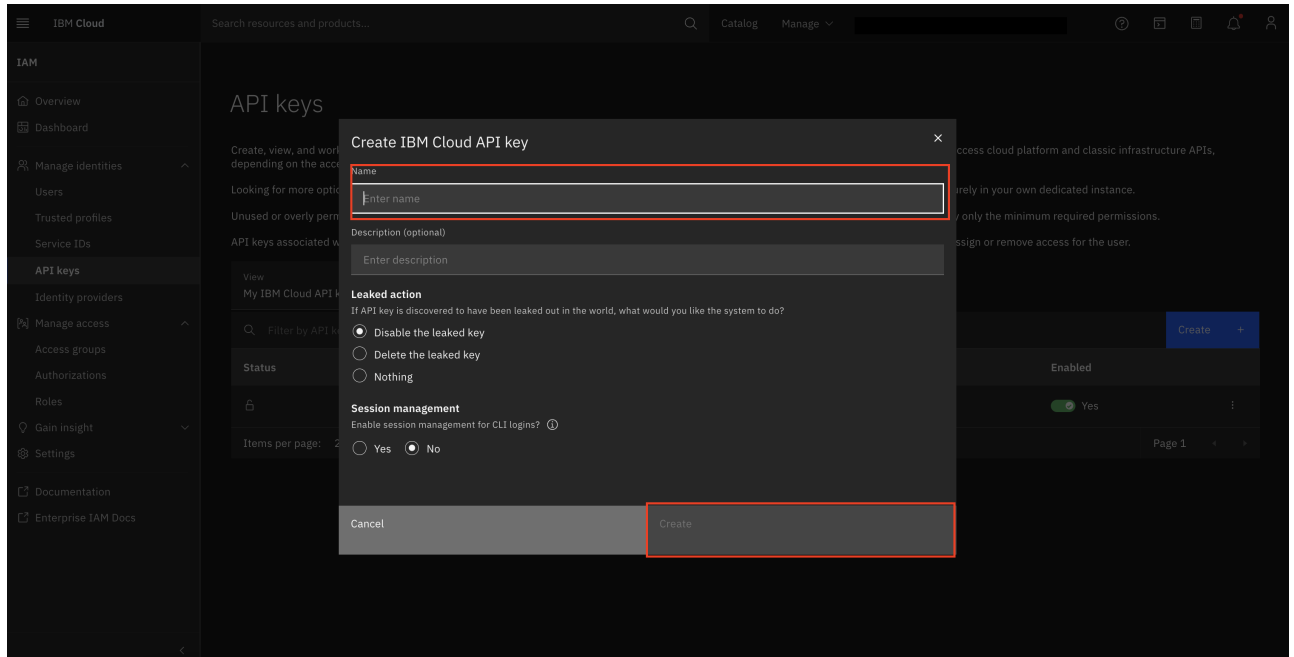 IBM Cloud
Search resources and products...
Catalog
Manage
IAM
Overview
Dashboard
Manage identities
Users
Trusted profiles
Service IDs
API keys
Identity providers
Manage access
Access groups
Authorizations
Roles
Gain insight
Settings
Documentation
Enterprise IAM Docs
API keys
Create, view, and
depending on the
ccess cloud platform and classic infrastructure APIs,
Looking for more
urely in your own dedicated instance.
Unused or overly
only the minimum required permissions.
API keys associated
ssign or remove access for the user.
View
My IBM Cloud API
Filter by API
Create +
Status
Enabled
Yes
Items per page: 2
Page 1
Create IBM Cloud API key
Name
Enter name
Description (optional)
Enter description
Leaked action
If API key is discovered to have been leaked out in the world, what would you like the system to do?
Disable the leaked key
Delete the leaked key
Nothing
Session management
Enable session management for CLI logins?
Yes No
Cancel
Create